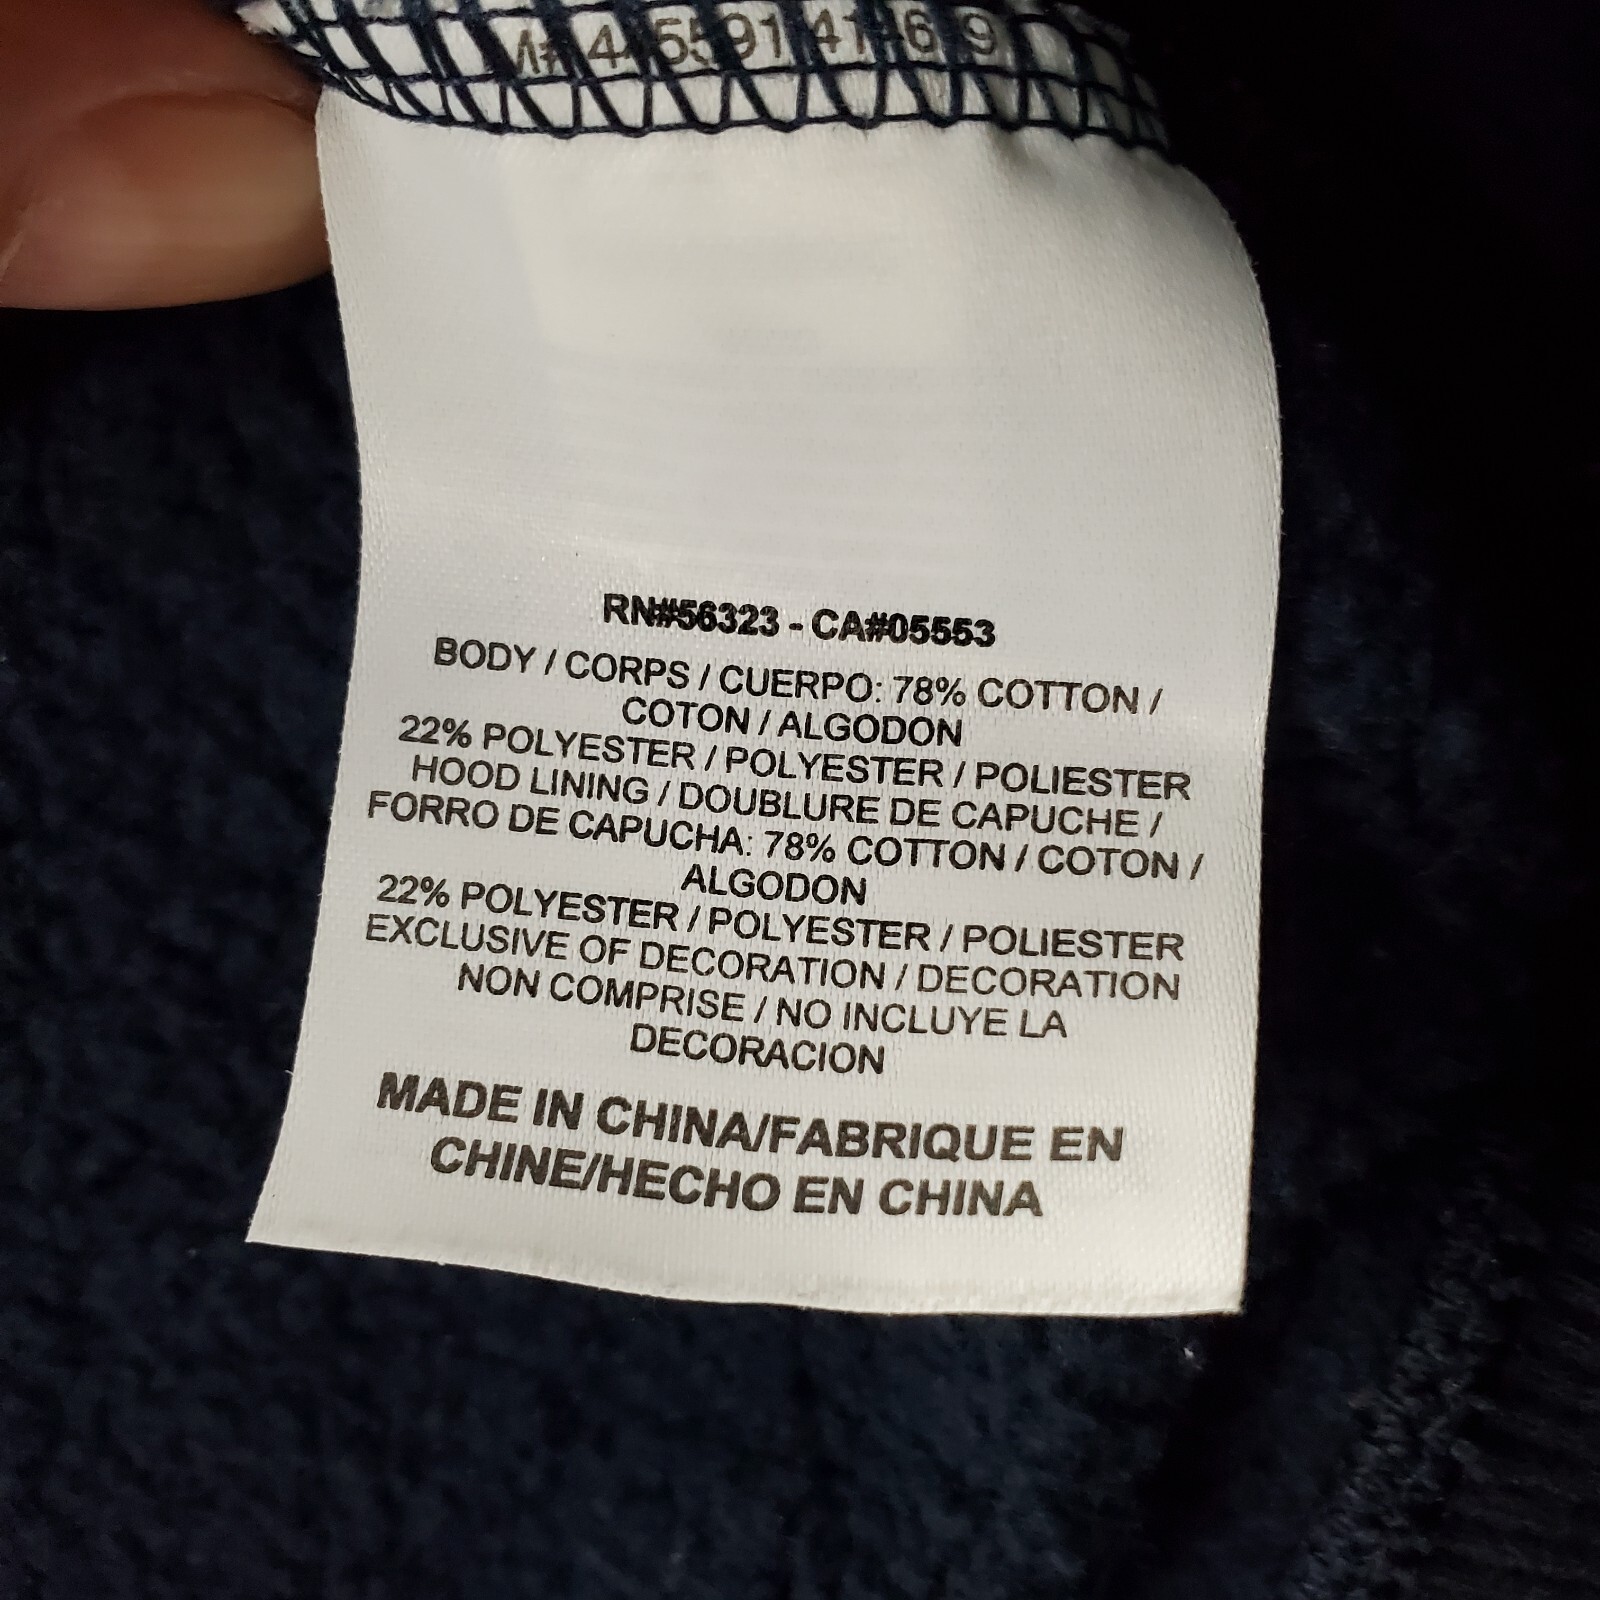 RN#56323 - CA#05553
BODY / CORPS / CUERPO: 78% COTTON /
COTON / ALGODON
22% POLYESTER / POLYESTER / POLIESTER
HOOD LINING / DOUBLURE DE CAPUCHE /
FORRO DE CAPUCHA: 78% COTTON / COTON /
ALGODON
22% POLYESTER / POLYESTER / POLIESTER
EXCLUSIVE OF DECORATION / DECORATION
NON COMPRISE / NO INCLUYE LA
DECORACION
MADE IN CHINA/FABRIQUE EN
CHINE/HECHO EN CHINA